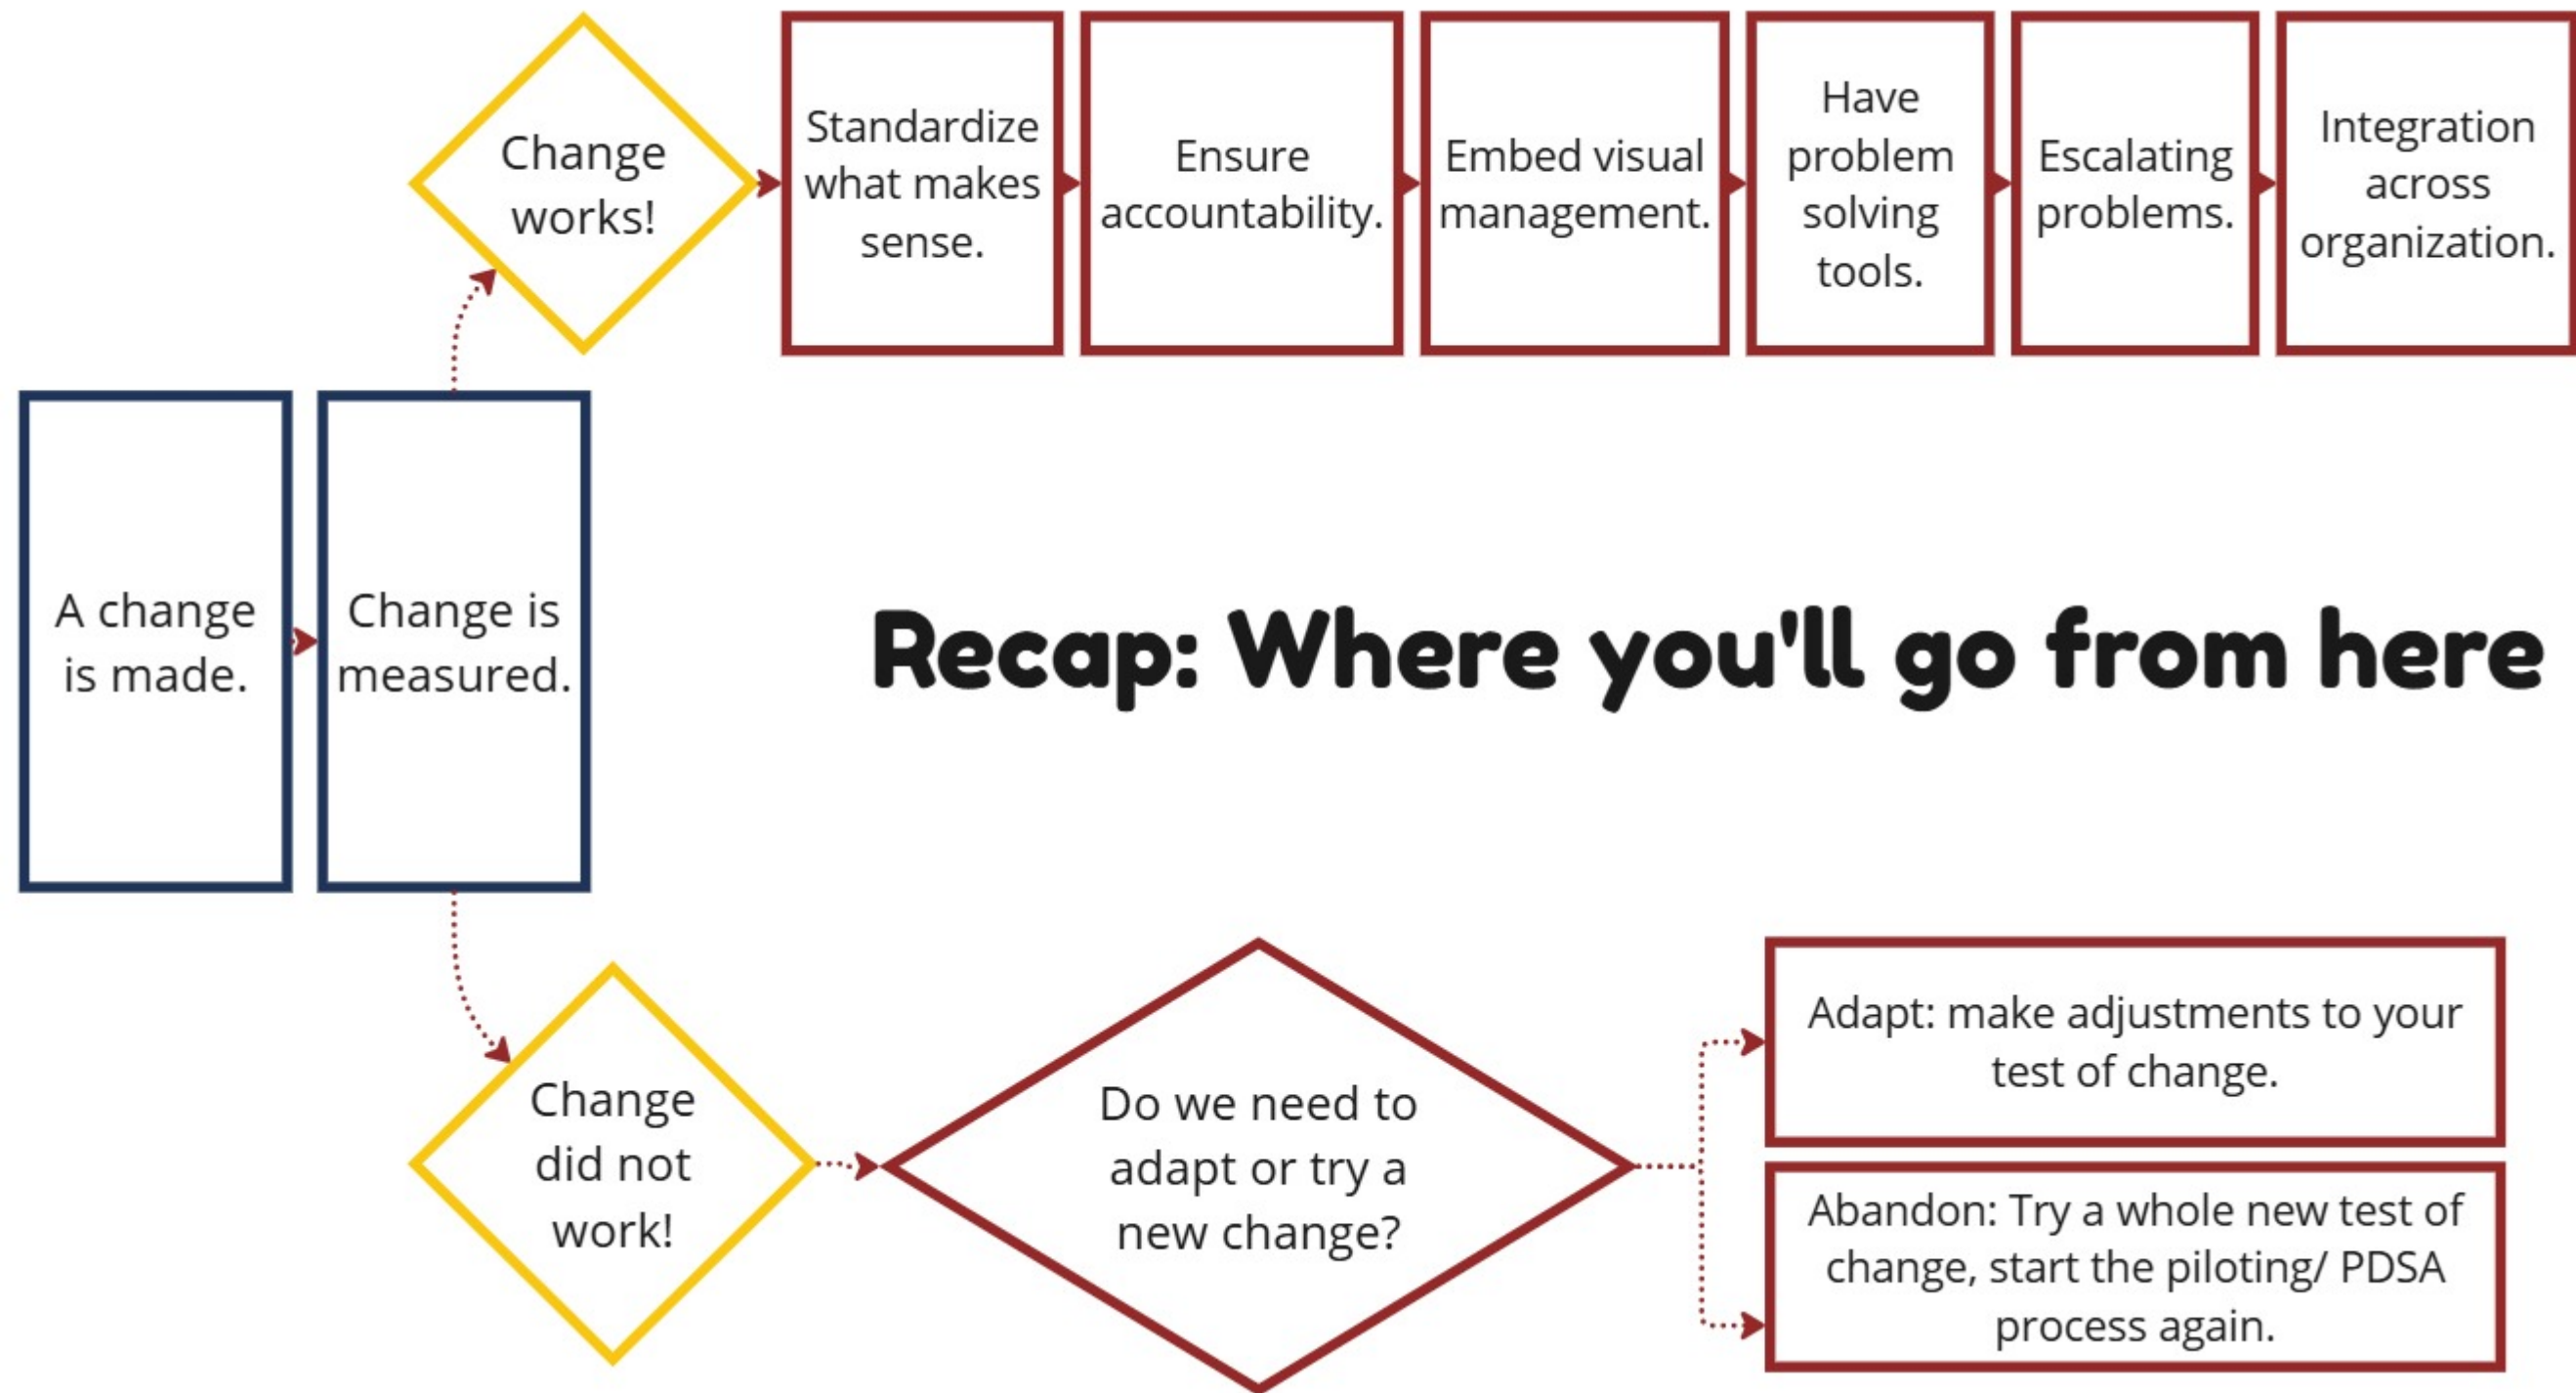 Change
works!
Standardize
what makes
sense.
Ensure
accountability.
Embed visual
management.
Have
problem
solving
tools.
Escalating
problems.
Integration
across
organization.
A change
is made.
Change is
measured.
Recap: Where you'll go from here
Change
did not
work!
Do we need to
adapt or try a
new change?
Adapt: make adjustments to your
test of change.
Abandon: Try a whole new test of
change, start the piloting/ PDSA
process again.